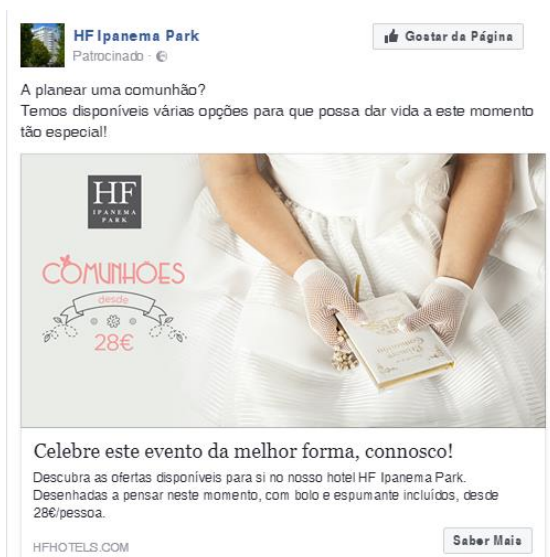 HF Ipanema Park
Gostar da Página
Patrocinado ·
A planear uma comunhão?
Temos disponíveis várias opções para que possa dar vida a este momento
tão especial!
HF
IPANEMA
PARK
COMUNHÕES
desde
28€
Celebre este evento da melhor forma, connosco!
Descubra as ofertas disponíveis para si no nosso hotel HF Ipanema Park.
Desenhadas a pensar neste momento, com bolo e espumante incluídos, desde
28€/pessoa.
HFHOTELS.COM
Saber Mais